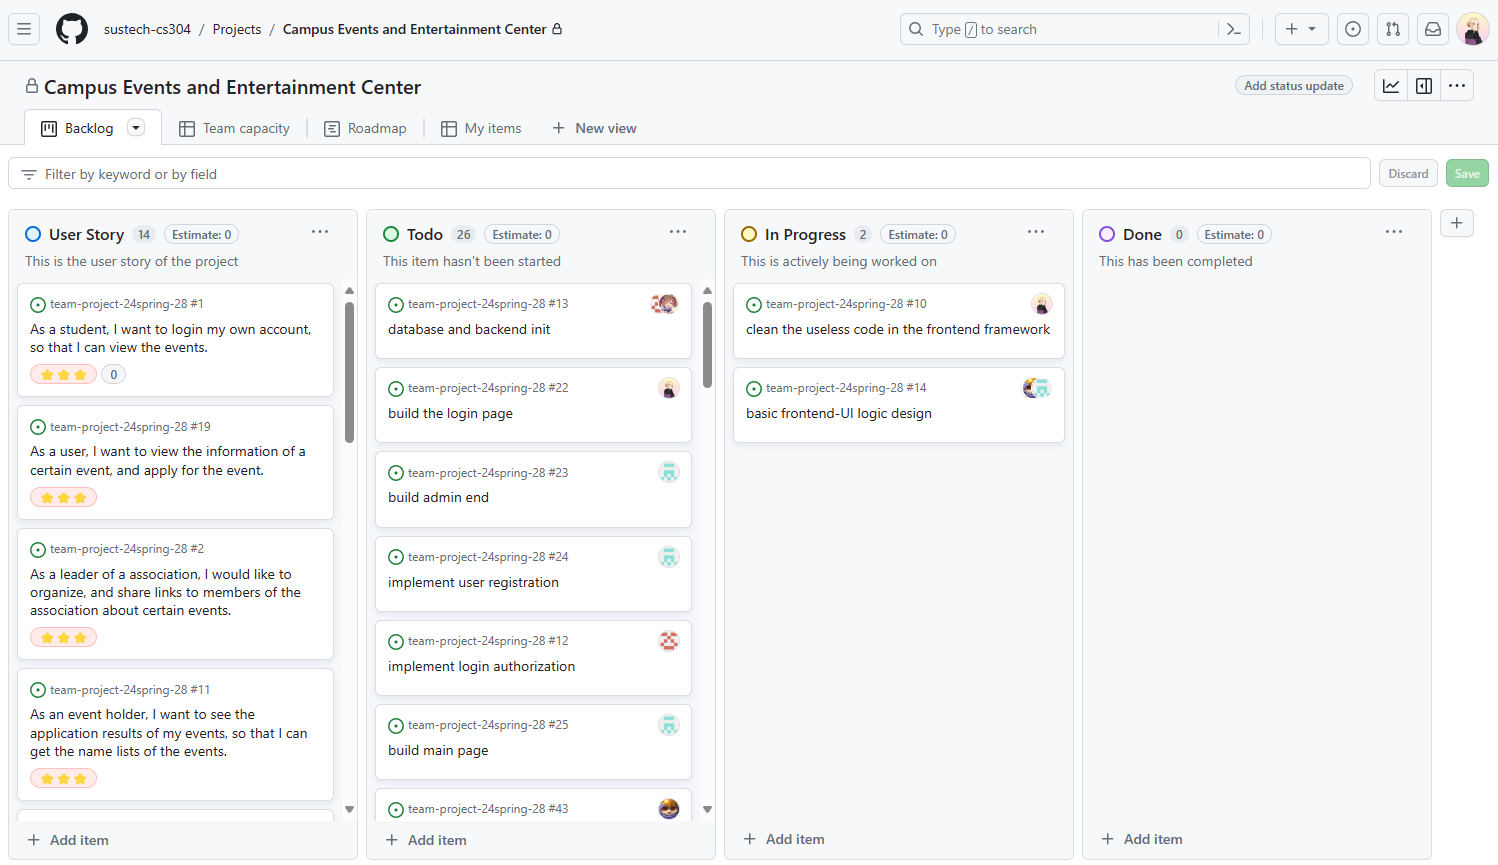 sustech-cs304 / Projects / Campus Events and Entertainment Center
Type / to search
Campus Events and Entertainment Center
Add status update
Backlog
Team capacity
Roadmap
My items
New view
Filter by keyword or by field
Discard
Save
User Story 14 Estimate: 0
This is the user story of the project
team-project-24spring-28 #1
As a student, I want to login my own account,
so that I can view the events.
0
team-project-24spring-28 #19
As a user, I want to view the information of a
certain event, and apply for the event.
team-project-24spring-28 #2
As a leader of a association, I would like to
organize, and share links to members of the
association about certain events.
team-project-24spring-28 #11
As an event holder, I want to see the
application results of my events, so that I can
get the name lists of the events.
Add item
Todo 26 Estimate: 0
This item hasn't been started
team-project-24spring-28 #13
database and backend init
team-project-24spring-28 #22
build the login page
team-project-24spring-28 #23
build admin end
team-project-24spring-28 #24
implement user registration
team-project-24spring-28 #12
implement login authorization
team-project-24spring-28 #25
build main page
team-project-24spring-28 #43
Add item
In Progress 2 Estimate: 0
This is actively being worked on
team-project-24spring-28 #10
clean the useless code in the frontend framework
team-project-24spring-28 #14
basic frontend-UI logic design
Add item
Done 0 Estimate: 0
This has been completed
Add item